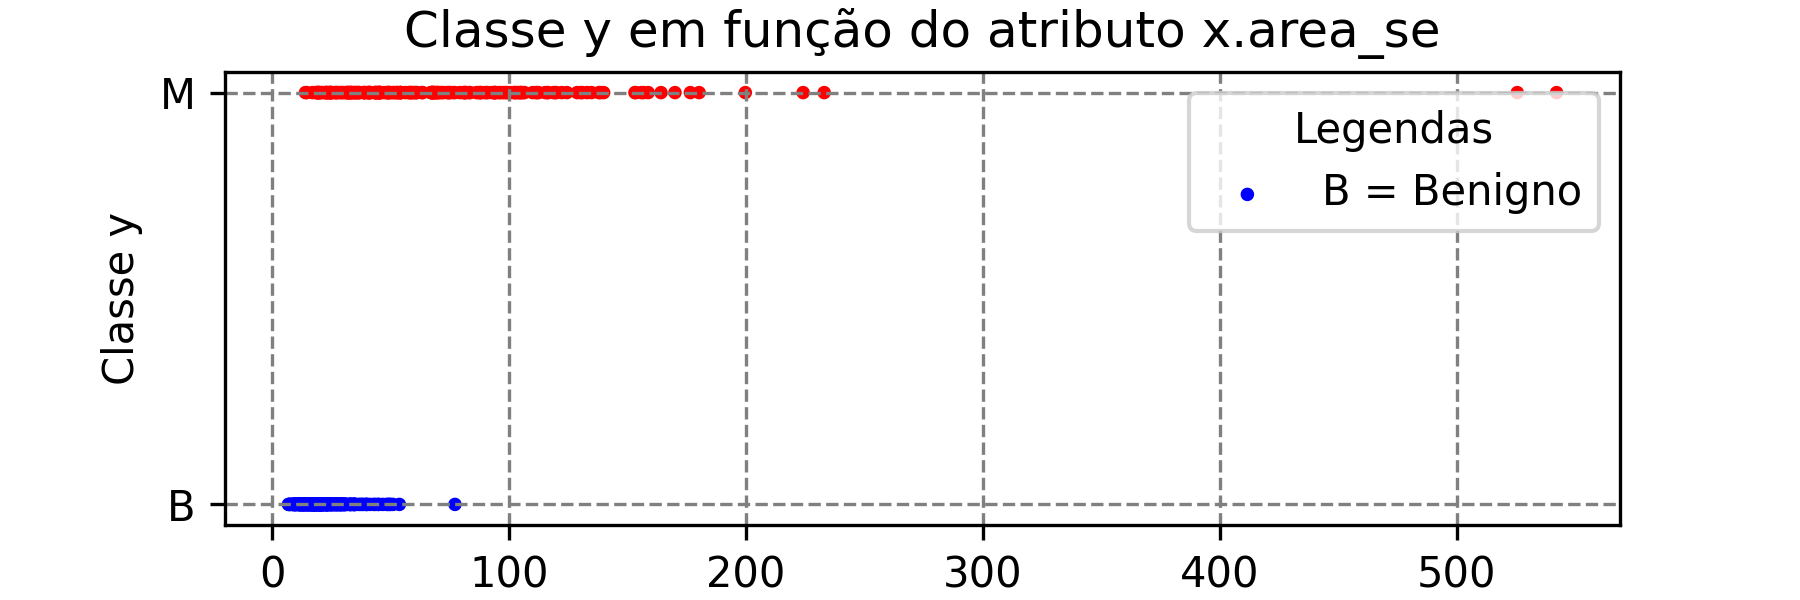 Classe y em função do atributo x.area_se
M
Legendas
B = Benigno
Classe y
B
0 100 200 300 400 500